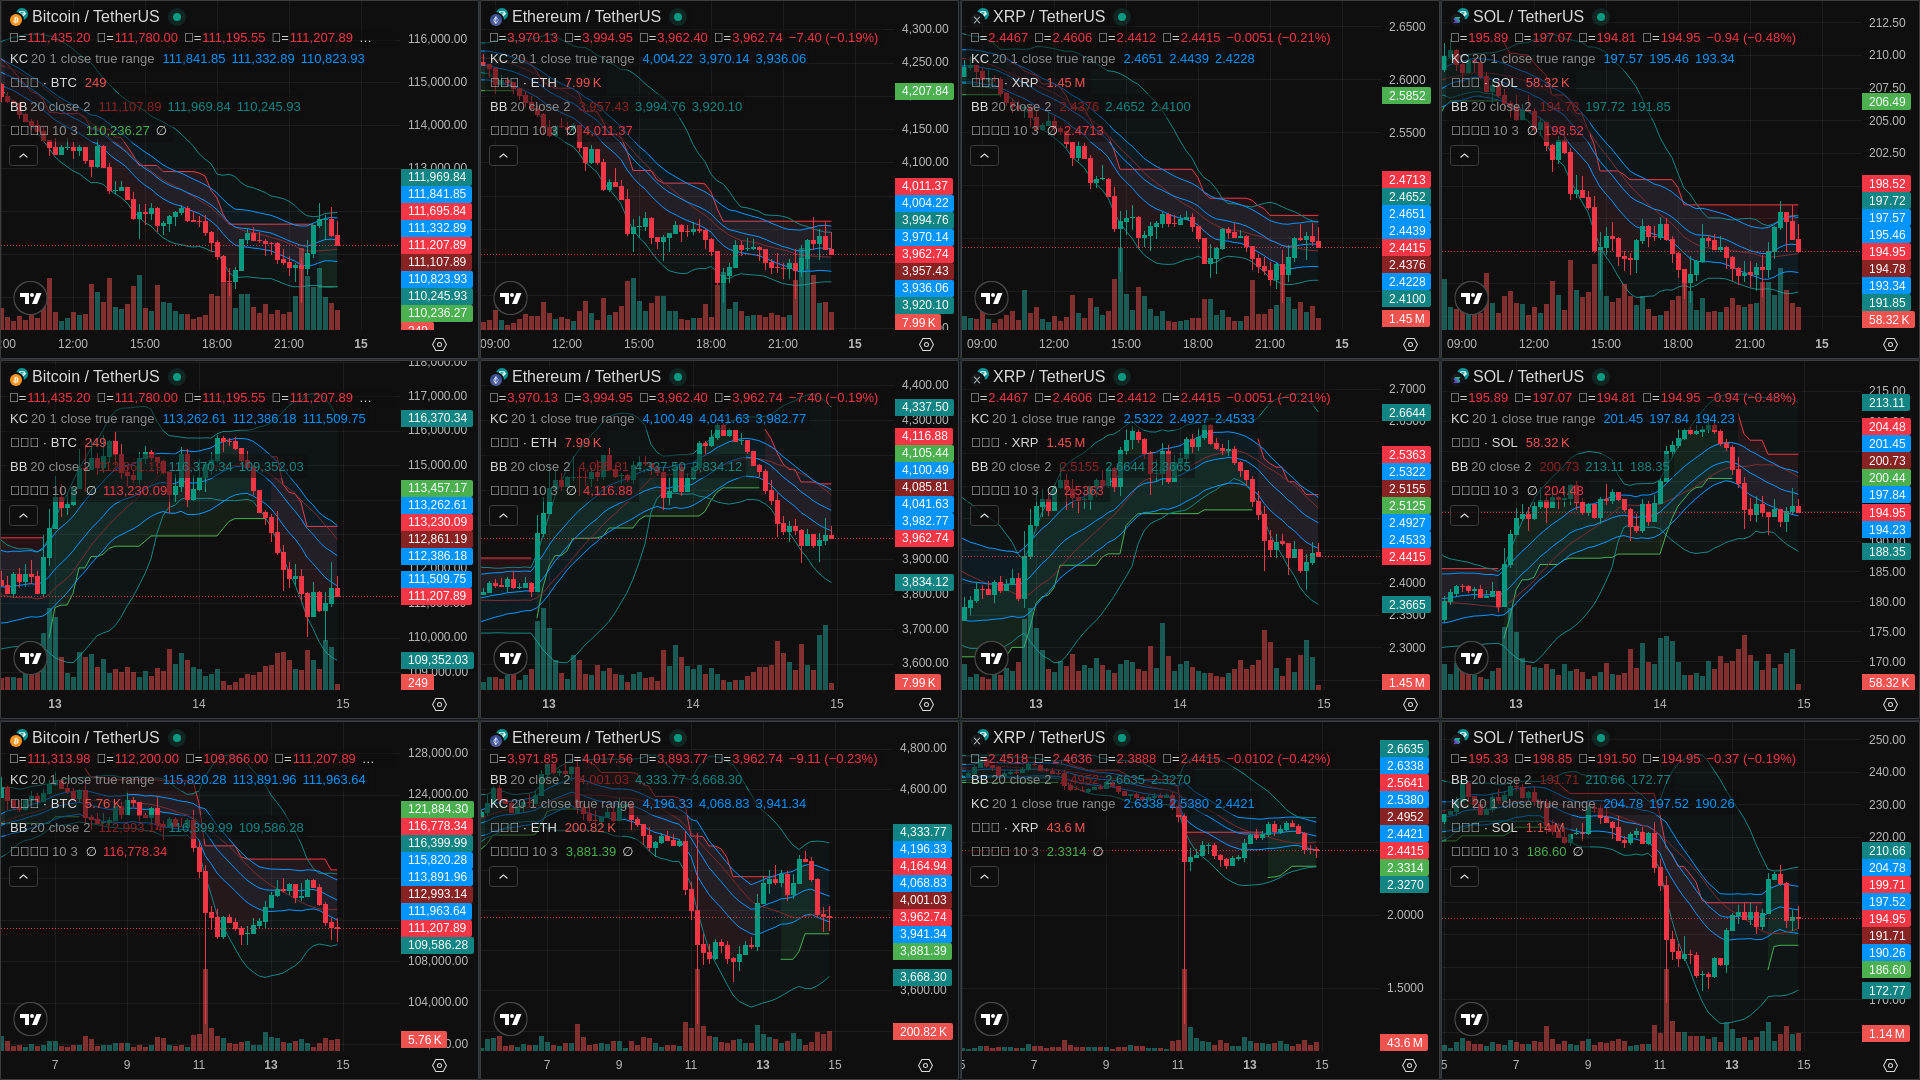 Bitcoin / TetherUS
=111,435.20 =111,780.00 =111,195.55 =111,207.89 ...
KC 20 1 close true range 111,841.85 111,332.89 110,823.93
· BTC 249
BB 20 close 2 111,107.89 111,969.84 110,245.93
10 3 110,236.27 ∅
116,000.00
115,000.00
114,000.00
113,000.00
111,969.84
111,841.85
111,695.84
111,332.89
111,207.89
111,107.89
110,823.93
110,245.93
110,236.27
249
:00 12:00 15:00 18:00 21:00 15
Ethereum / TetherUS
=3,970.13 =3,994.95 =3,962.40 =3,962.74 −7.40 (−0.19%)
KC 20 1 close true range 4,004.22 3,970.14 3,936.06
· ETH 7.99 K
BB 20 close 2 3,957.43 3,994.76 3,920.10
10 3 ∅ 4,011.37
4,300.00
4,250.00
4,207.84
4,150.00
4,100.00
4,011.37
4,004.22
3,994.76
3,970.14
3,962.74
3,957.43
3,936.06
3,920.10
7.99 K
09:00 12:00 15:00 18:00 21:00 15
XRP / TetherUS
=2.4467 =2.4606 =2.4412 =2.4415 −0.0051 (−0.21%)
KC 20 1 close true range 2.4651 2.4439 2.4228
· XRP 1.45 M
BB 20 close 2 2.4376 2.4652 2.4100
10 3 ∅ 2.4713
2.6500
2.6000
2.5852
2.5500
2.4713
2.4652
2.4651
2.4439
2.4415
2.4376
2.4228
2.4100
1.45 M
09:00 12:00 15:00 18:00 21:00 15
SOL / TetherUS
=195.89 =197.07 =194.81 =194.95 −0.94 (−0.48%)
KC 20 1 close true range 197.57 195.46 193.34
· SOL 58.32 K
BB 20 close 2 194.78 197.72 191.85
10 3 ∅ 198.52
212.50
210.00
207.50
206.49
205.00
202.50
198.52
197.72
197.57
195.46
194.95
194.78
193.34
191.85
58.32 K
09:00 12:00 15:00 18:00 21:00 15
Bitcoin / TetherUS
=111,435.20 =111,780.00 =111,195.55 =111,207.89 ...
KC 20 1 close true range 113,262.61 112,386.18 111,509.75
· BTC 249
BB 20 close 2 112,861.19 116,370.34 109,352.03
10 3 ∅ 113,230.09
118,000.00
117,000.00
116,370.34
116,000.00
115,000.00
114,000.00
113,457.17
113,262.61
113,230.09
112,861.19
112,386.18
112,000.00
111,509.75
111,207.89
110,000.00
109,352.03
109,000.00
249
13 14 15
Ethereum / TetherUS
=3,970.13 =3,994.95 =3,962.40 =3,962.74 −7.40 (−0.19%)
KC 20 1 close true range 4,100.49 4,041.63 3,982.77
· ETH 7.99 K
BB 20 close 2 4,085.81 4,337.50 3,834.12
10 3 ∅ 4,116.88
4,400.00
4,337.50
4,300.00
4,116.88
4,105.44
4,100.49
4,085.81
4,041.63
3,982.77
3,962.74
3,900.00
3,834.12
3,800.00
3,700.00
3,600.00
7.99 K
13 14 15
XRP / TetherUS
=2.4467 =2.4606 =2.4412 =2.4415 −0.0051 (−0.21%)
KC 20 1 close true range 2.5322 2.4927 2.4533
· XRP 1.45 M
BB 20 close 2 2.5155 2.6644 2.3665
10 3 ∅ 2.5363
2.7000
2.6644
2.6500
2.5363
2.5322
2.5155
2.5125
2.4927
2.4533
2.4415
2.4000
2.3665
2.3500
2.3000
1.45 M
13 14 15
SOL / TetherUS
=195.89 =197.07 =194.81 =194.95 −0.94 (−0.48%)
KC 20 1 close true range 201.45 197.84 194.23
· SOL 58.32 K
BB 20 close 2 200.73 213.11 188.35
10 3 ∅ 204.48
215.00
213.11
204.48
201.45
200.73
200.44
197.84
194.95
194.23
190.00
188.35
185.00
180.00
175.00
170.00
58.32 K
13 14 15
Bitcoin / TetherUS
=111,313.98 =112,200.00 =109,866.00 =111,207.89 ...
KC 20 1 close true range 115,820.28 113,891.96 111,963.64
· BTC 5.76 K
BB 20 close 2 112,993.14 116,399.99 109,586.28
10 3 ∅ 116,778.34
128,000.00
124,000.00
121,884.30
116,778.34
116,399.99
115,820.28
113,891.96
112,993.14
111,963.64
111,207.89
109,586.28
108,000.00
104,000.00
5.76 K
7 9 11 13 15
Ethereum / TetherUS
=3,971.85 =4,017.56 =3,893.77 =3,962.74 −9.11 (−0.23%)
BB 20 close 2 4,001.03 4,333.77 3,668.30
KC 20 1 close true range 4,196.33 4,068.83 3,941.34
· ETH 200.82 K
10 3 3,881.39 ∅
4,800.00
4,600.00
4,333.77
4,196.33
4,164.94
4,068.83
4,001.03
3,962.74
3,941.34
3,881.39
3,668.30
3,600.00
200.82 K
7 9 11 13 15
XRP / TetherUS
=2.4518 =2.4636 =2.3888 =2.4415 −0.0102 (−0.42%)
BB 20 close 2 2.4952 2.6635 2.3270
KC 20 1 close true range 2.6338 2.5380 2.4421
· XRP 43.6 M
10 3 2.3314 ∅
2.6635
2.6338
2.5641
2.5380
2.4952
2.4421
2.4415
2.3314
2.3270
2.0000
1.5000
43.6 M
5 7 9 11 13 15
SOL / TetherUS
=195.33 =198.85 =191.50 =194.95 −0.37 (−0.19%)
BB 20 close 2 191.71 210.66 172.77
KC 20 1 close true range 204.78 197.52 190.26
· SOL 1.14 M
10 3 186.60 ∅
250.00
240.00
230.00
220.00
210.66
204.78
199.71
197.52
194.95
191.71
190.26
186.60
172.77
170.00
1.14 M
5 7 9 11 13 15